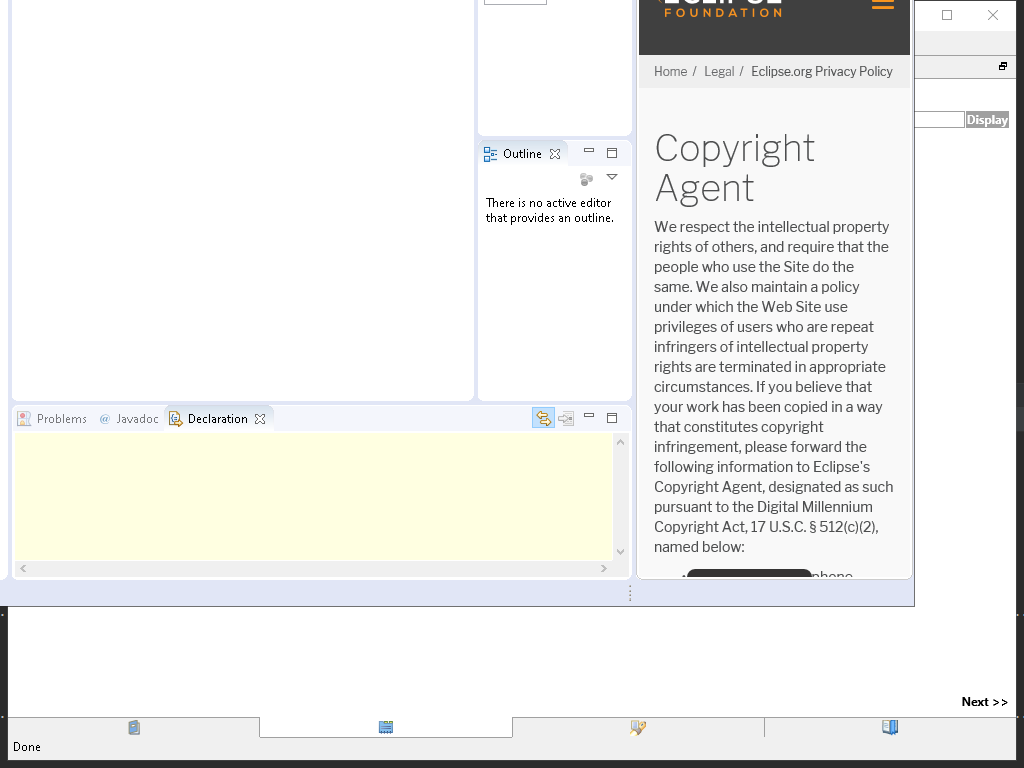 FOUNDATION
Home / Legal / Eclipse.org Privacy Policy
Display
Copyright
Agent
Outline
There is no active editor
that provides an outline.
We respect the intellectual property
rights of others, and require that the
people who use the Site do the
same. We also maintain a policy
under which the Web Site use
privileges of users who are repeat
infringers of intellectual property
rights are terminated in appropriate
circumstances. If you believe that
your work has been copied in a way
that constitutes copyright
infringement, please forward the
following information to Eclipse's
Copyright Agent, designated as such
pursuant to the Digital Millennium
Copyright Act, 17 U.S.C. § 512(c)(2),
named below:
Problems
@ Javadoc
Declaration
Next >>
Done